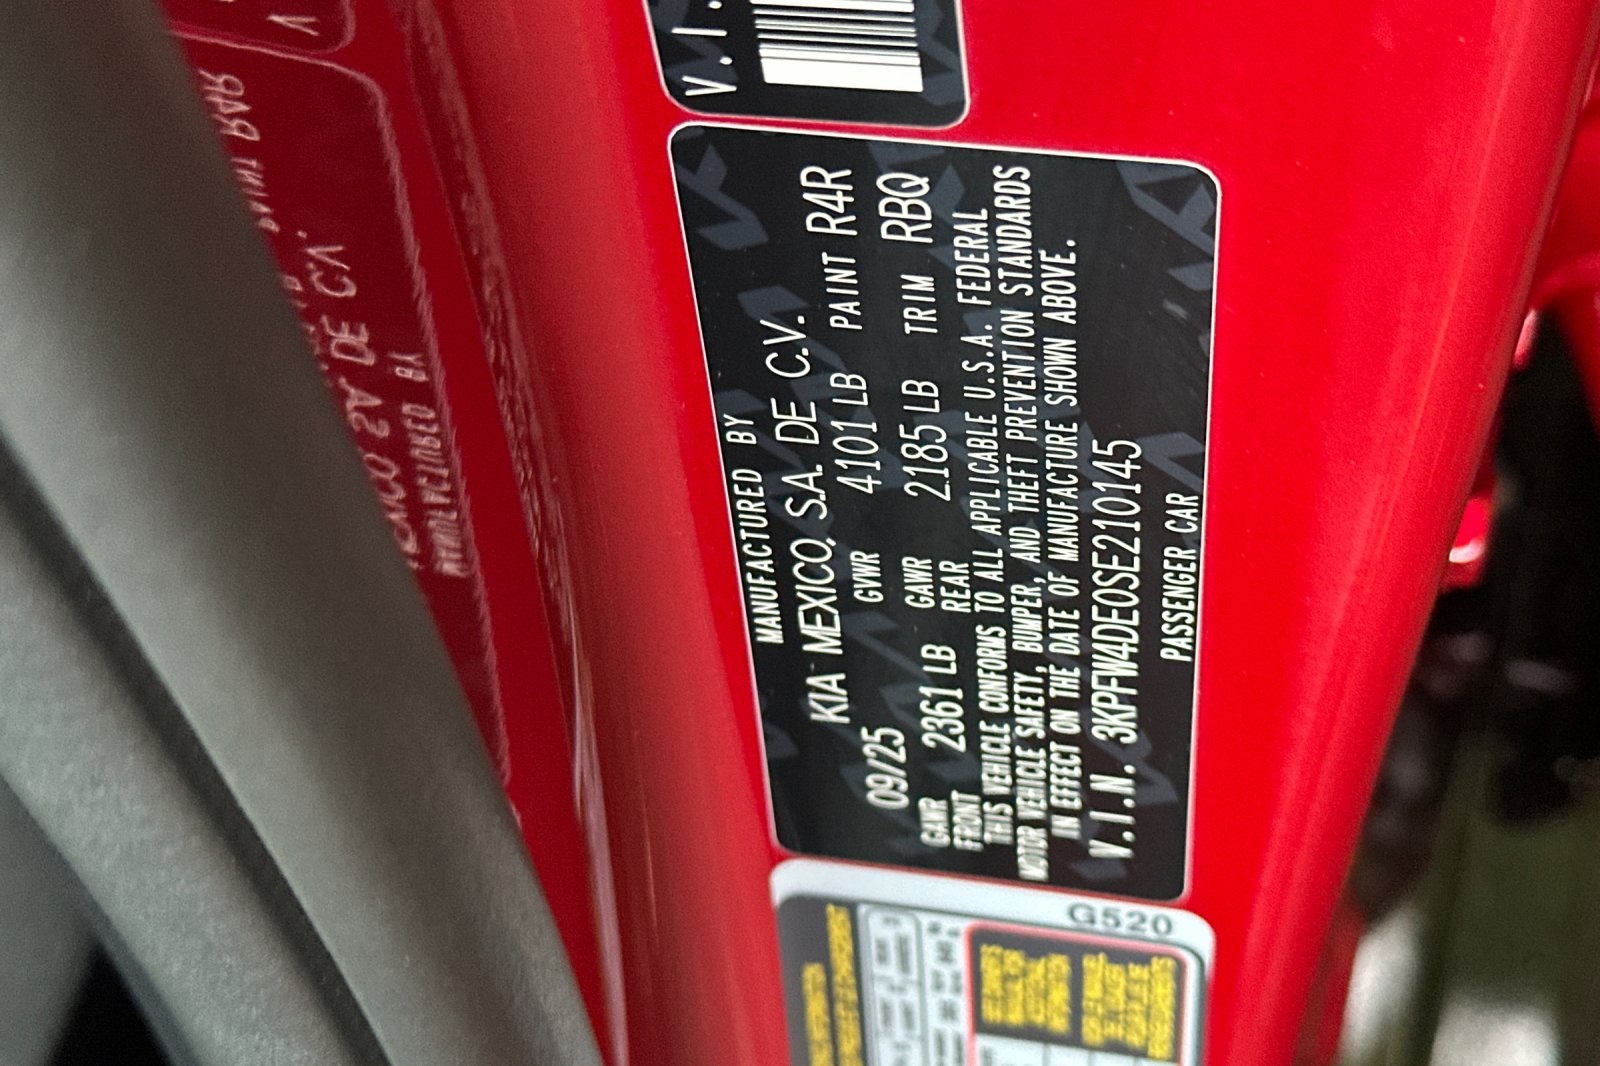 V.I.
MANUFACTURED BY
KIA MEXICO, S.A. DE C.V.
09/25 GVWR 4101 LB PAINT R4R
GAWR FRONT 2361 LB GAWR REAR 2185 LB TRIM RBQ
THIS VEHICLE CONFORMS TO ALL APPLICABLE U.S.A. FEDERAL
MOTOR VEHICLE SAFETY, BUMPER, AND THEFT PREVENTION STANDARDS
IN EFFECT ON THE DATE OF MANUFACTURE SHOWN ABOVE.
V.I.N. 3KPFW4DE0SE210145
PASSENGER CAR
G520